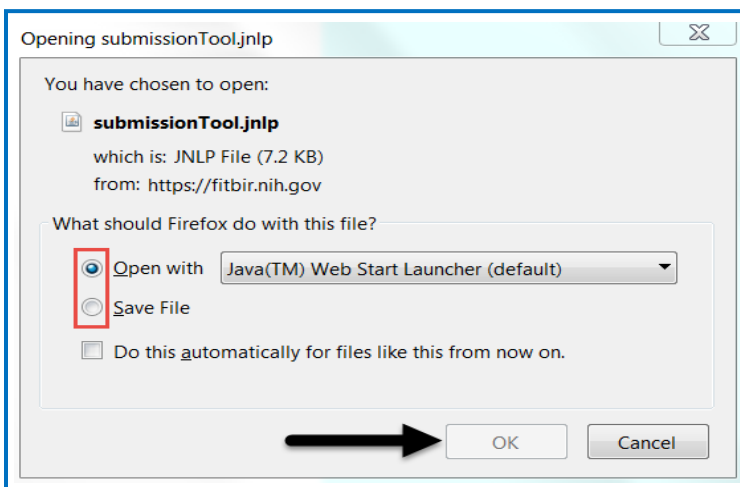 Opening submissionTool.jnlp
You have chosen to open:
submissionTool.jnlp
which is: JNLP File (7.2 KB)
from: https://fitbir.nih.gov
What should Firefox do with this file?
Open with Java(TM) Web Start Launcher (default)
Save File
Do this automatically for files like this from now on.
OK Cancel